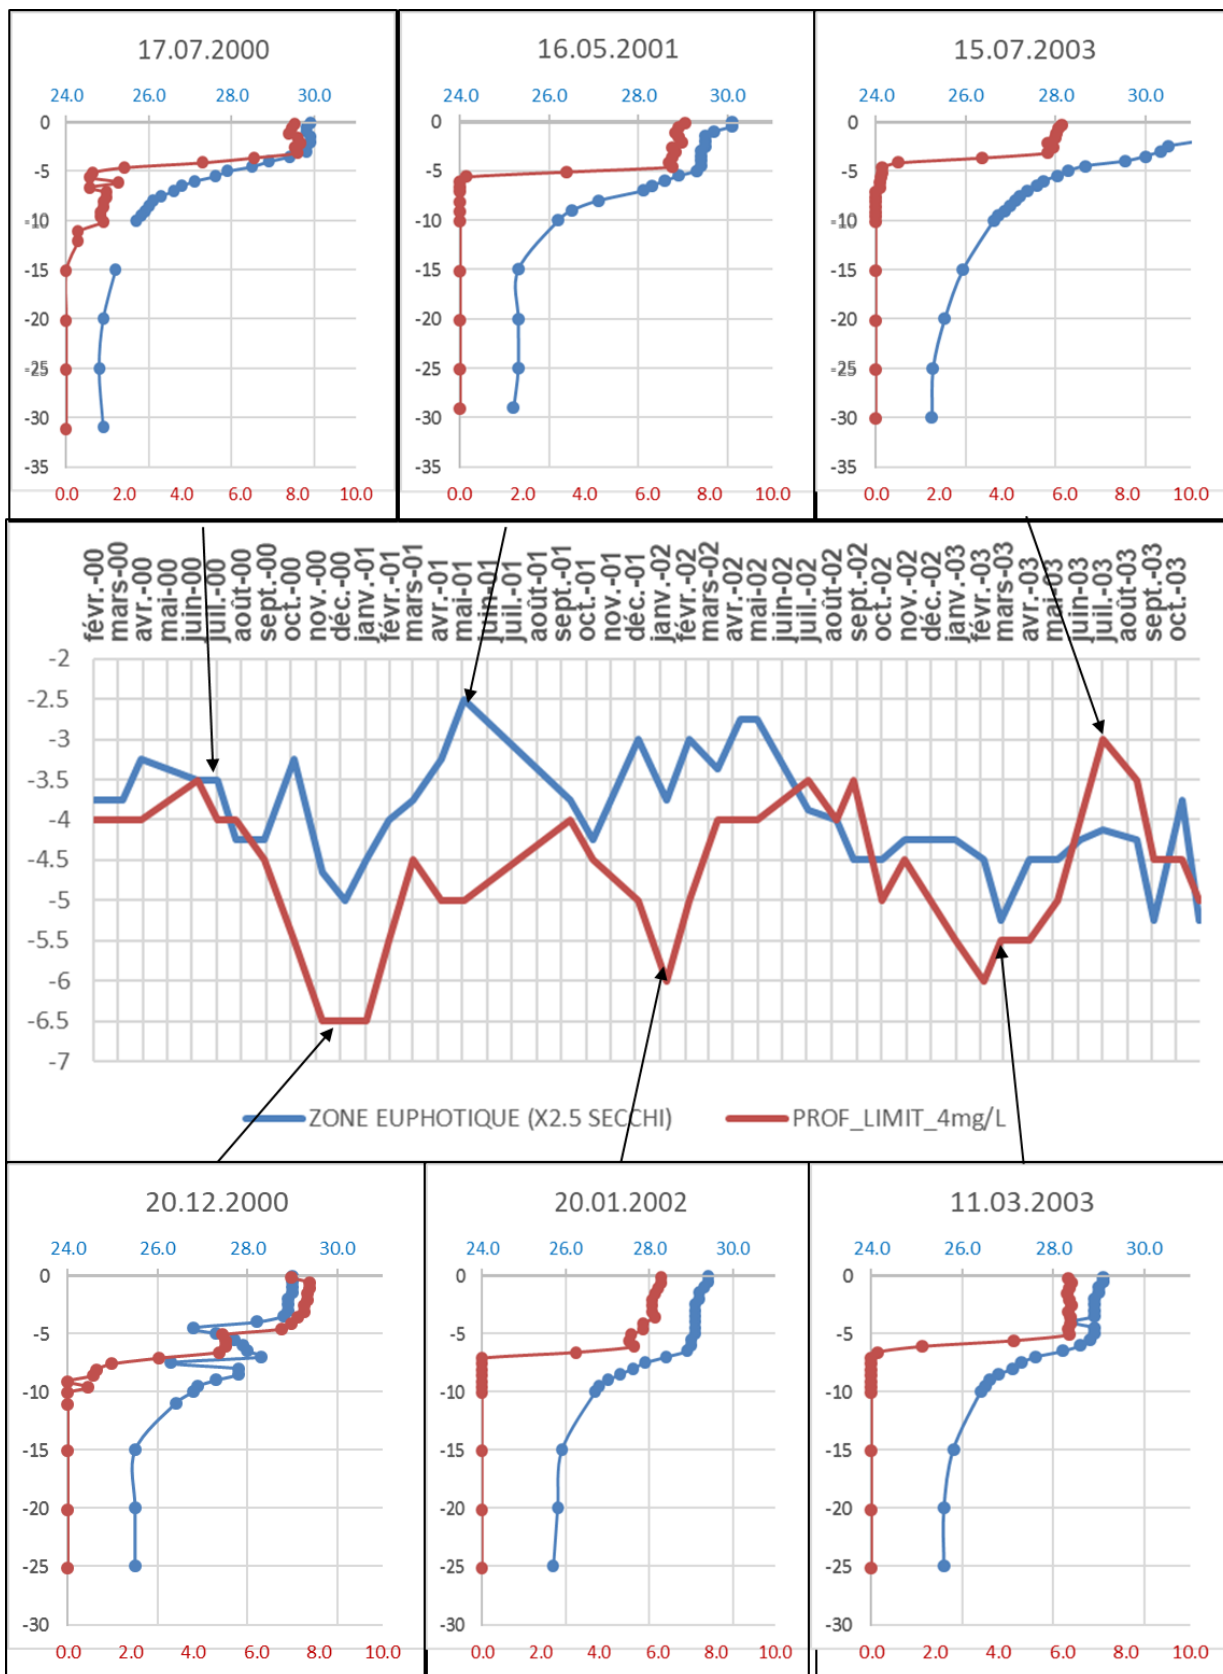 17.07.2000
24.0 26.0 28.0 30.0
0
-5
-10
-15
-20
-25
-30
-35
0.0 2.0 4.0 6.0 8.0 10.0
16.05.2001
24.0 26.0 28.0 30.0
0
-5
-10
-15
-20
-25
-30
-35
0.0 2.0 4.0 6.0 8.0 10.0
15.07.2003
24.0 26.0 28.0 30.0
0
-5
-10
-15
-20
-25
-30
-35
0.0 2.0 4.0 6.0 8.0 10.0
févr.-00
mars-00
avr.-00
mai-00
juin-00
juil.-00
août-00
sept.-00
oct.-00
nov.-00
déc.-00
janv.-01
févr.-01
mars-01
avr.-01
mai-01
juin-01
juil.-01
août-01
sept.-01
oct.-01
nov.-01
déc.-01
janv.-02
févr.-02
mars-02
avr.-02
mai-02
juin-02
juil.-02
août-02
sept.-02
oct.-02
nov.-02
déc.-02
janv.-03
févr.-03
mars-03
avr.-03
mai-03
juin-03
juil.-03
août-03
sept.-03
oct.-03
-2
-2.5
-3
-3.5
-4
-4.5
-5
-5.5
-6
-6.5
-7
ZONE EUPHOTIQUE (X2.5 SECCHI) PROF_LIMIT_4mg/L
20.12.2000
24.0 26.0 28.0 30.0
0
-5
-10
-15
-20
-25
-30
0.0 2.0 4.0 6.0 8.0 10.0
20.01.2002
24.0 26.0 28.0 30.0
0
-5
-10
-15
-20
-25
-30
0.0 2.0 4.0 6.0 8.0 10.0
11.03.2003
24.0 26.0 28.0 30.0
0
-5
-10
-15
-20
-25
-30
0.0 2.0 4.0 6.0 8.0 10.0